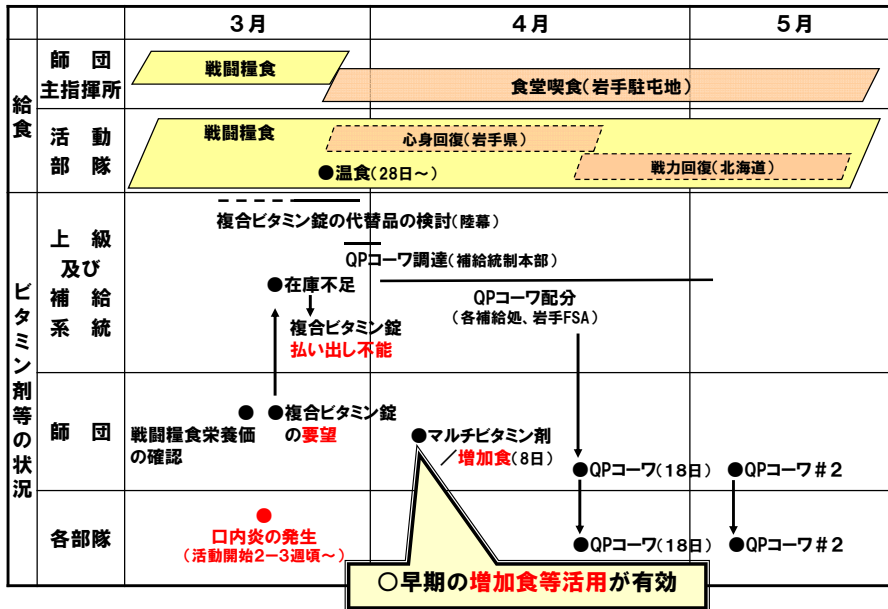 3月 4月 5月
給食
師団
主指揮所
戦闘糧食
食堂喫食(岩手駐屯地)
活動
部隊
戦闘糧食
心身回復(岩手県)
戦力回復(北海道)
●温食(28日～)
ビタミン剤等の状況
上級
及び
補給
系統
複合ビタミン錠の代替品の検討(陸幕)
QPコーワ調達(補給統制本部)
●在庫不足
QPコーワ配分
(各補給処、岩手FSA)
複合ビタミン錠
払い出し不能
師団
●
戦闘糧食栄養価
の確認
●複合ビタミン錠
の要望
●マルチビタミン剤
／増加食(8日)
●QPコーワ(18日)
●QPコーワ＃2
各部隊
●
口内炎の発生
(活動開始2－3週頃～)
●QPコーワ(18日)
●QPコーワ＃2
○早期の増加食等活用が有効